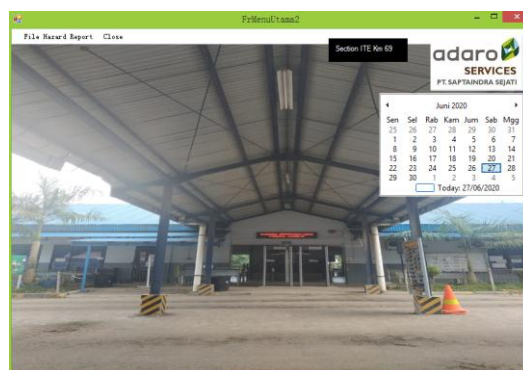 FrMenuUtama2
File Hazard Report Close
Section ITE Km 69
adaro
SERVICES
PT. SAPTAINDRA SEJATI
Juni 2020
Sen Sel Rab Kam Jum Sab Mgg
25 26 27 28 29 30 31
1 2 3 4 5 6 7
8 9 10 11 12 13 14
15 16 17 18 19 20 21
22 23 24 25 26 27 28
29 30 1 2 3 4 5
Today: 27/06/2020